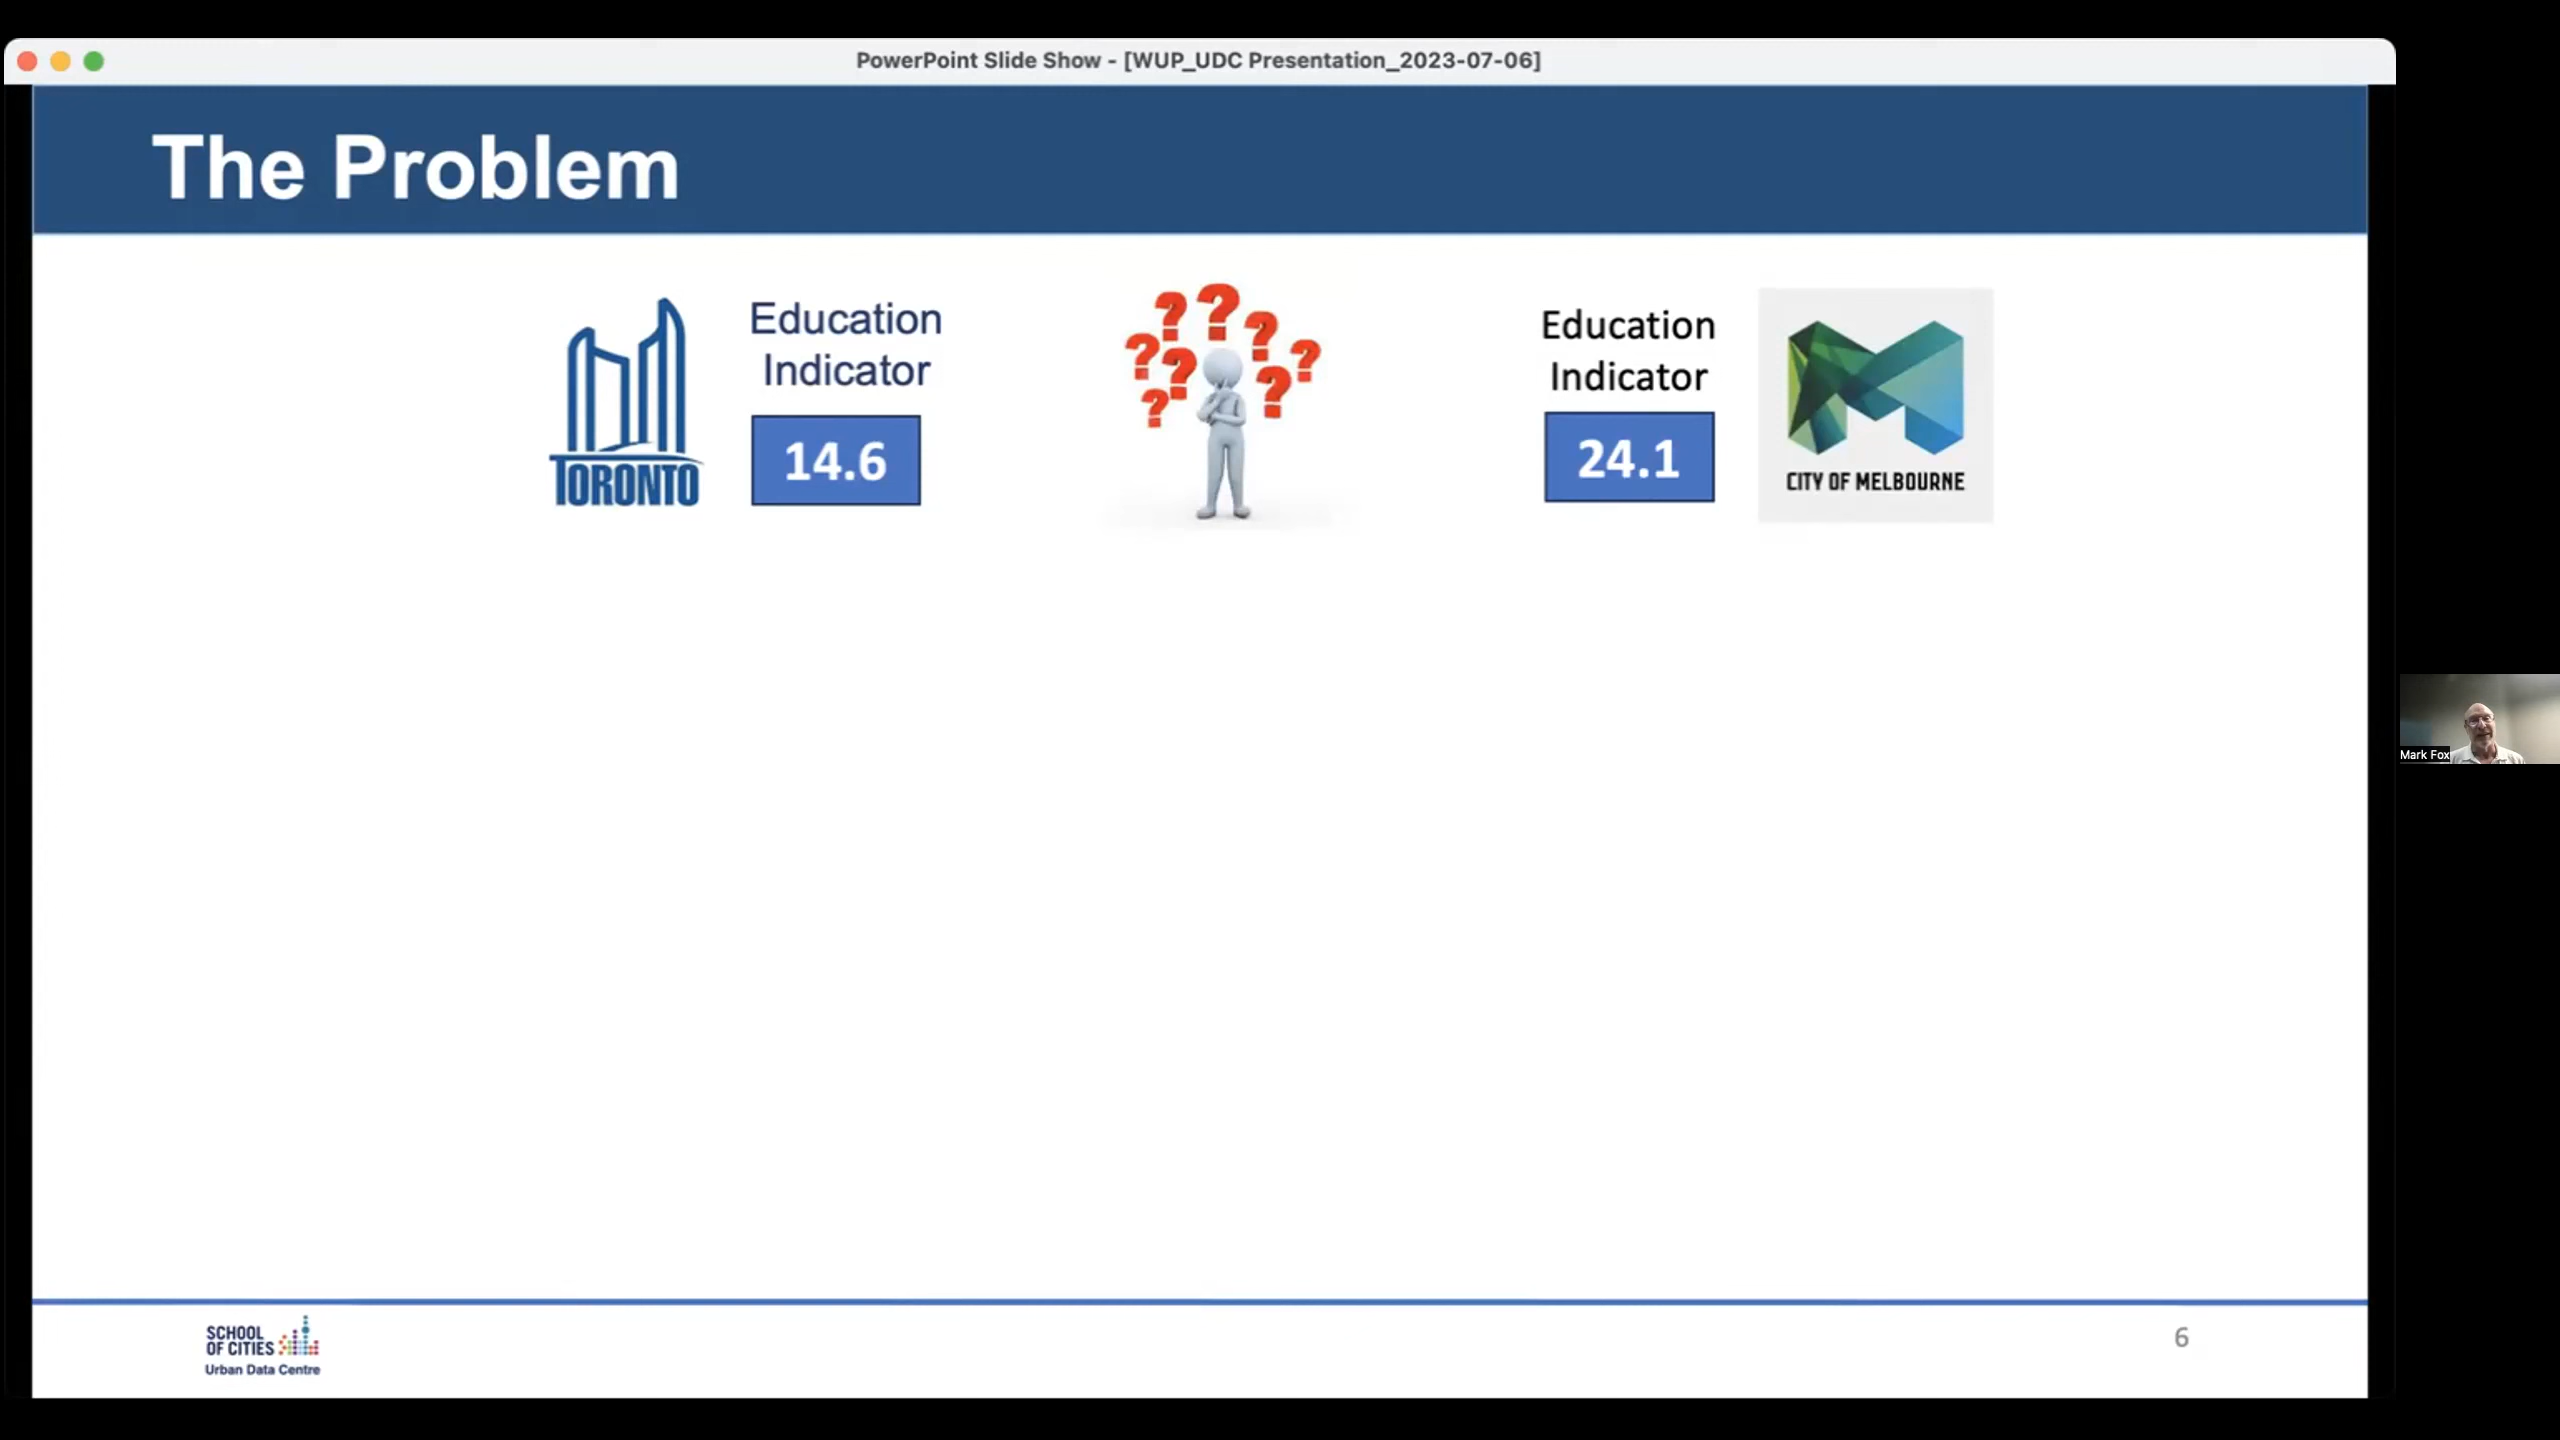 PowerPoint Slide Show - [WUP_UDC Presentation_2023-07-06]
The Problem
TORONTO
Education
Indicator
14.6
? ? ? ? ? ? ? ?
Education
Indicator
24.1
CITY OF MELBOURNE
Mark Fox
SCHOOL
OF CITIES
Urban Data Centre
6